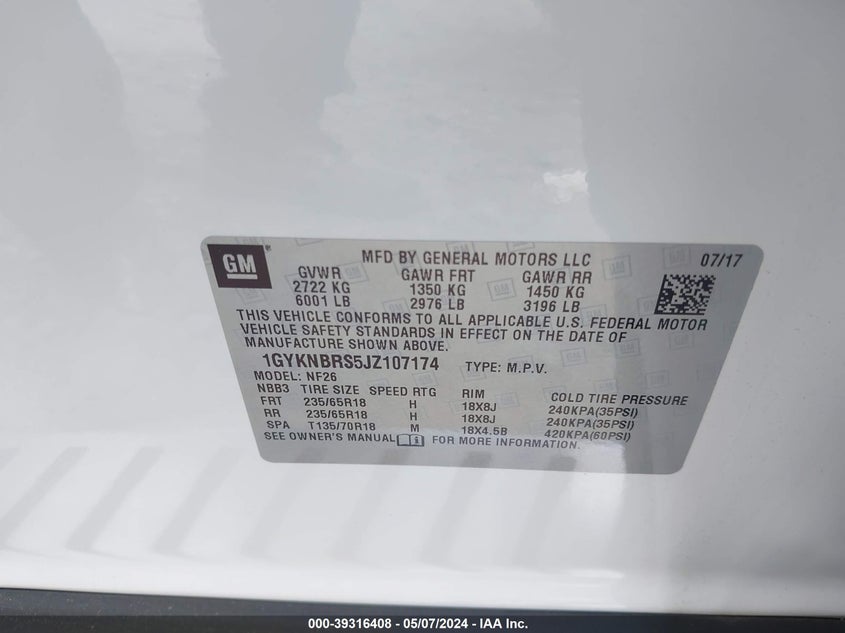 GM ®
MFD BY GENERAL MOTORS LLC 07/17
GVWR GAWR FRT GAWR RR
2722 KG 1350 KG 1450 KG
6001 LB 2976 LB 3196 LB
THIS VEHICLE CONFORMS TO ALL APPLICABLE U.S. FEDERAL MOTOR
VEHICLE SAFETY STANDARDS IN EFFECT ON THE DATE OF
MANUFACTURE SHOWN ABOVE.
1GYKNBRS5JZ107174 TYPE: M.P.V.
MODEL: NF26
NBB3 TIRE SIZE SPEED RTG RIM COLD TIRE PRESSURE
FRT 235/65R18 H 18X8J 240KPA(35PSI)
RR 235/65R18 H 18X8J 240KPA(35PSI)
SPA T135/70R18 M 18X4.5B 420KPA(60PSI)
SEE OWNER'S MANUAL FOR MORE INFORMATION.
000-39316408 - 05/07/2024 - IAA Inc.